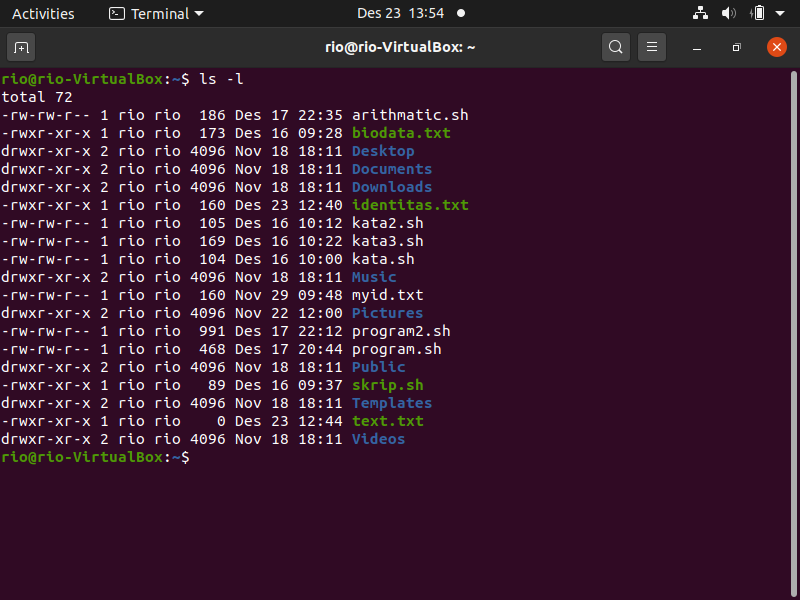 Activities Terminal Des 23 13:54
rio@rio-VirtualBox: ~
rio@rio-VirtualBox:~$ ls -l
total 72
-rw-rw-r-- 1 rio rio  186 Des 17 22:35 arithmatic.sh
-rwxr-xr-x 1 rio rio  173 Des 16 09:28 biodata.txt
drwxr-xr-x 2 rio rio 4096 Nov 18 18:11 Desktop
drwxr-xr-x 2 rio rio 4096 Nov 18 18:11 Documents
drwxr-xr-x 2 rio rio 4096 Nov 18 18:11 Downloads
-rwxr-xr-x 1 rio rio  160 Des 23 12:40 identitas.txt
-rw-rw-r-- 1 rio rio  105 Des 16 10:12 kata2.sh
-rw-rw-r-- 1 rio rio  169 Des 16 10:22 kata3.sh
-rw-rw-r-- 1 rio rio  104 Des 16 10:00 kata.sh
drwxr-xr-x 2 rio rio 4096 Nov 18 18:11 Music
-rw-rw-r-- 1 rio rio  160 Nov 29 09:48 myid.txt
drwxr-xr-x 2 rio rio 4096 Nov 22 12:00 Pictures
-rw-rw-r-- 1 rio rio  991 Des 17 22:12 program2.sh
-rw-rw-r-- 1 rio rio  468 Des 17 20:44 program.sh
drwxr-xr-x 2 rio rio 4096 Nov 18 18:11 Public
-rwxr-xr-x 1 rio rio   89 Des 16 09:37 skrip.sh
drwxr-xr-x 2 rio rio 4096 Nov 18 18:11 Templates
-rwxr-xr-x 1 rio rio    0 Des 23 12:44 text.txt
drwxr-xr-x 2 rio rio 4096 Nov 18 18:11 Videos
rio@rio-VirtualBox:~$